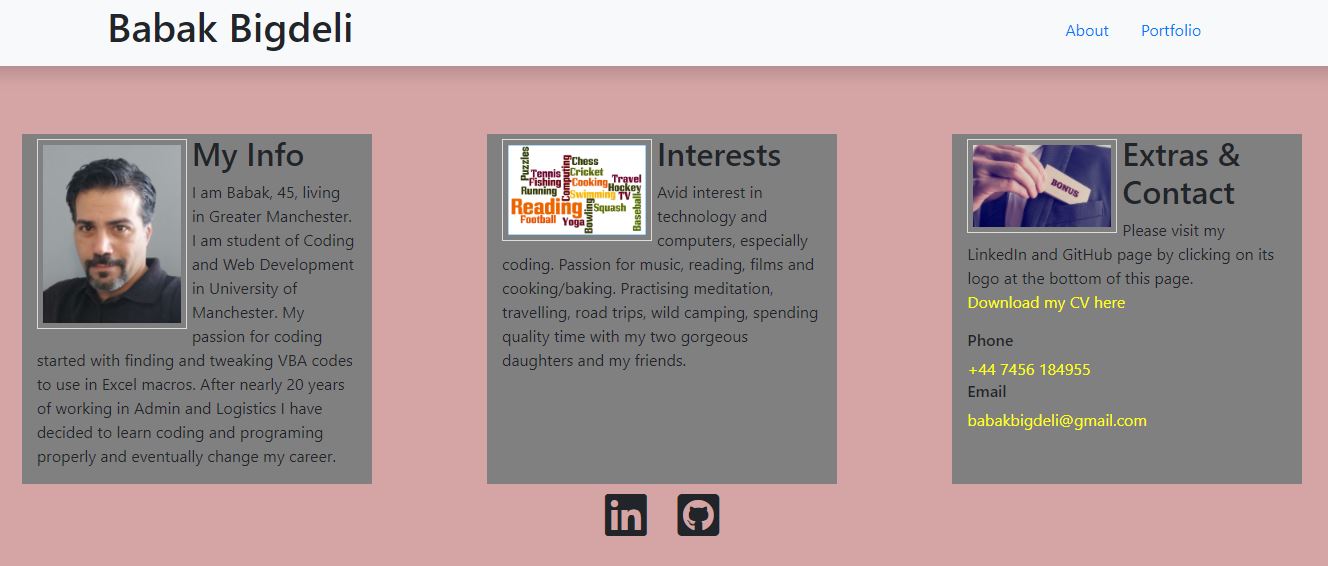 Babak Bigdeli
About
Portfolio
My Info
I am Babak, 45, living
in Greater Manchester.
I am student of Coding
and Web Development
in University of
Manchester. My
passion for coding
started with finding and tweaking VBA codes
to use in Excel macros. After nearly 20 years
of working in Admin and Logistics I have
decided to learn coding and programing
properly and eventually change my career.
Puzzles
Chess
Tennis
Computing
Cricket
Travel
Fishing
Cooking
Hockey
Running
Swimming
TV
Reading
Bowling
Squash
Baseball
Football
Yoga
Interests
Avid interest in
technology and
computers, especially
coding. Passion for music, reading, films and
cooking/baking. Practising meditation,
travelling, road trips, wild camping, spending
quality time with my two gorgeous
daughters and my friends.
BONUS
Extras &
Contact
Please visit my
LinkedIn and GitHub page by clicking on its
logo at the bottom of this page.
Download my CV here
Phone
+44 7456 184955
Email
babakbigdeli@gmail.com
in